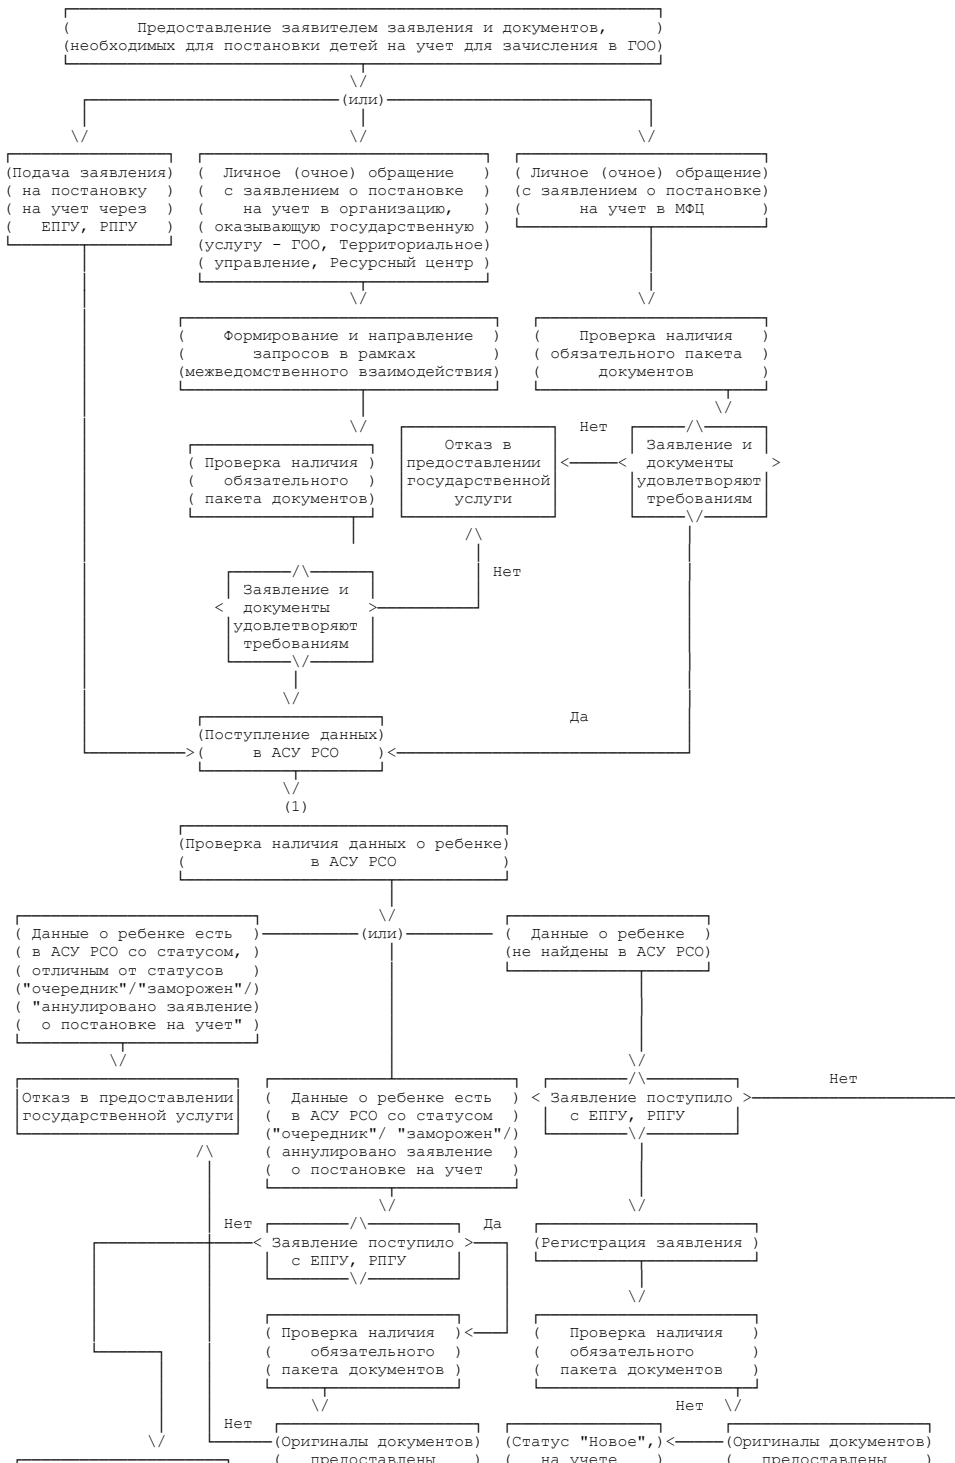 Предоставление заявителем заявления и документов,
(необходимых для постановки детей на учет для зачисления в ГОО)
(или)
(Подача заявления)
( на постановку )
( на учет через )
( ЕПГУ, РПГУ )
( Личное (очное) обращение )
( с заявлением о постановке
( на учет в организацию, )
( оказывающую государственную )
(услугу - ГОО, Территориальное)
( управление, Ресурсный центр )
( Личное (очное) обращение)
(с заявлением о постановке)
( на учет в МФЦ )
( Формирование и направление )
( запросов в рамках )
(межведомственного взаимодействия)
( Проверка наличия )
( обязательного пакета )
( документов )
Нет
Отказ в
предоставлении
государственной
услуги
Заявление и
документы
удовлетворяют
требованиям
( Проверка наличия )
( обязательного )
( пакета документов)
Нет
Заявление и
документы
удовлетворяют
требованиям
Да
(Поступление данных)
( в АСУ РСО )
(1)
(Проверка наличия данных о ребенке)
( в АСУ РСО )
( Данные о ребенке есть )
( в АСУ РСО со статусом, )
( отличным от статусов )
("очередник"/"заморожен"/)
( "аннулировано заявление)
( о постановке на учет" )
(или)
( Данные о ребенке )
(не найдены в АСУ РСО)
Отказ в предоставлении
государственной услуги
( Данные о ребенке есть )
( в АСУ РСО со статусом )
("очередник"/ "заморожен"/)
( аннулировано заявление )
( о постановке на учет )
Нет
< Заявление поступило >
с ЕПГУ, РПГУ
Нет
Да
< Заявление поступило >
с ЕПГУ, РПГУ
(Регистрация заявления )
( Проверка наличия )
( обязательного )
( пакета документов )
( Проверка наличия )
( обязательного )
( пакета документов )
Нет
Нет
(Оригиналы документов)
( предоставлены
(Статус "Новое",)
( на учете )
(Оригиналы документов)
( предоставлены )